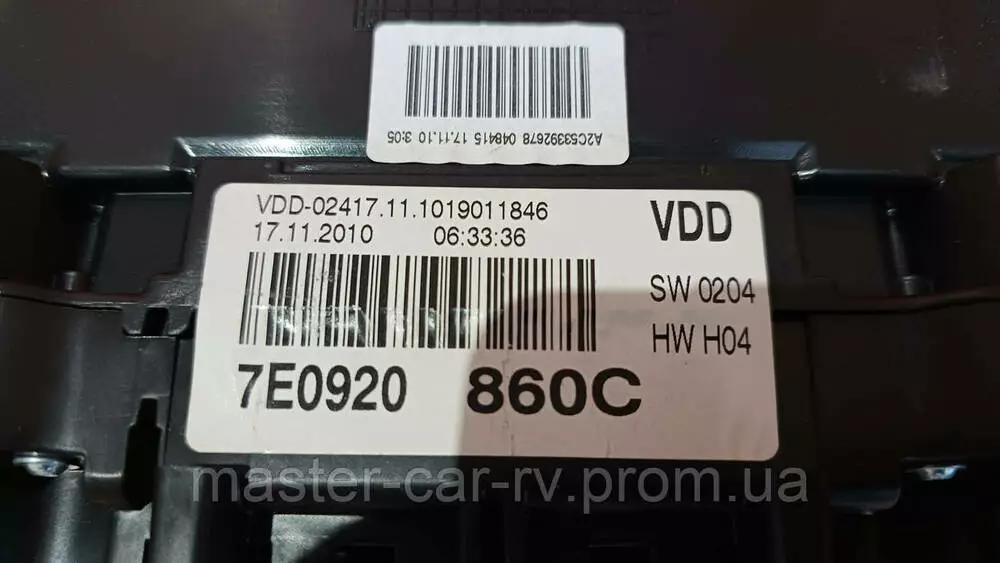 A2C53392678 048415 17.11.10 3:05
VDD-02417.11.1019011846
17.11.2010 06:33:36
VDD
SW 0204
HW H04
7E0920 860C
master-car-rv.prom.ua